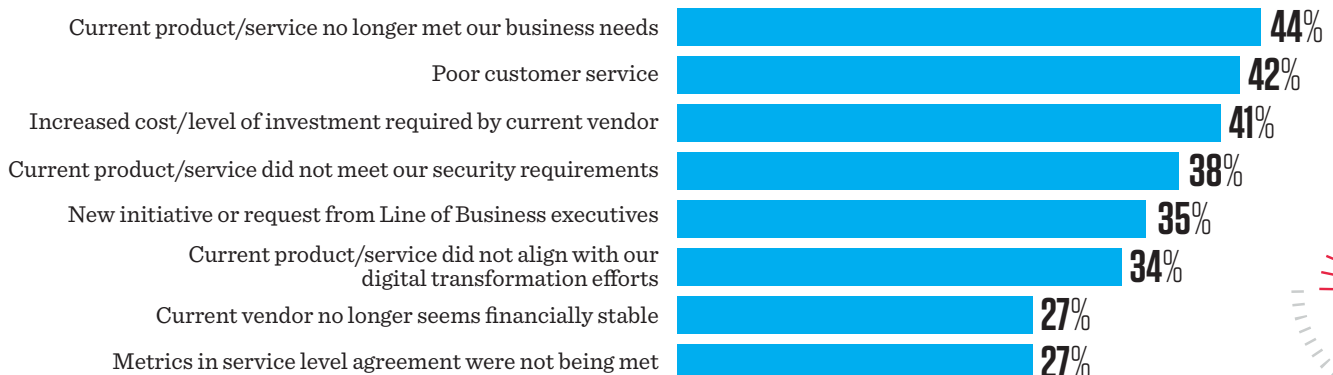 Current product/service no longer met our business needs 44%
Poor customer service 42%
Increased cost/level of investment required by current vendor 41%
Current product/service did not meet our security requirements 38%
New initiative or request from Line of Business executives 35%
Current product/service did not align with our
digital transformation efforts 34%
Current vendor no longer seems financially stable 27%
Metrics in service level agreement were not being met 27%